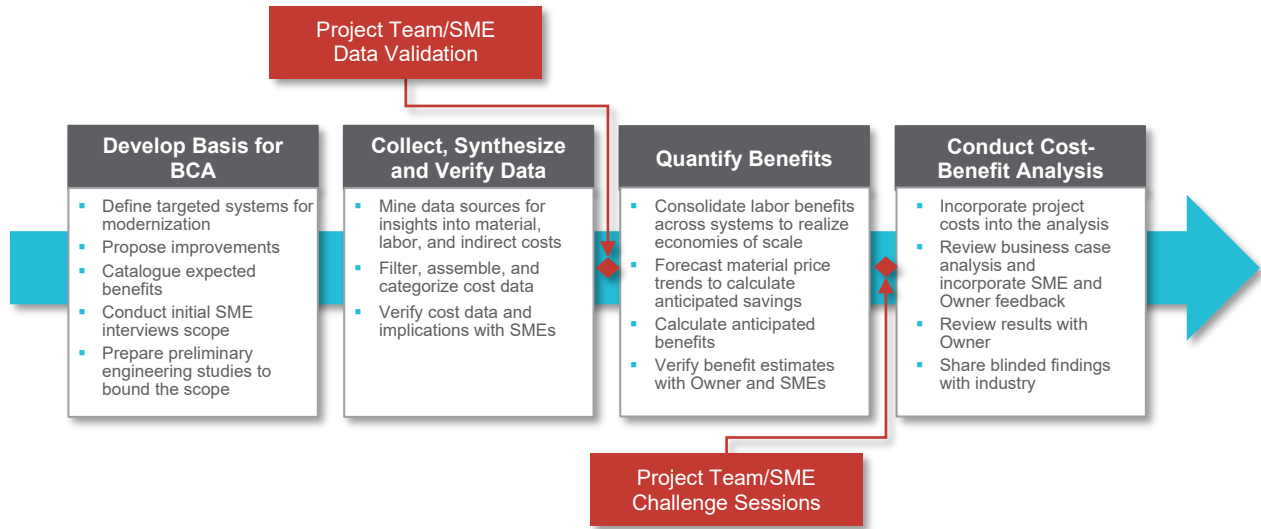 Project Team/SME
Data Validation
Develop Basis for
BCA
▪ Define targeted systems for
modernization
▪ Propose improvements
▪ Catalogue expected
benefits
▪ Conduct initial SME
interviews scope
▪ Prepare preliminary
engineering studies to
bound the scope
Collect, Synthesize
and Verify Data
▪ Mine data sources for
insights into material,
labor, and indirect costs
▪ Filter, assemble, and
categorize cost data
▪ Verify cost data and
implications with SMEs
Quantify Benefits
▪ Consolidate labor benefits
across systems to realize
economies of scale
▪ Forecast material price
trends to calculate
anticipated savings
▪ Calculate anticipated
benefits
▪ Verify benefit estimates
with Owner and SMEs
Conduct Cost-
Benefit Analysis
▪ Incorporate project
costs into the analysis
▪ Review business case
analysis and
incorporate SME and
Owner feedback
▪ Review results with
Owner
▪ Share blinded findings
with industry
Project Team/SME
Challenge Sessions